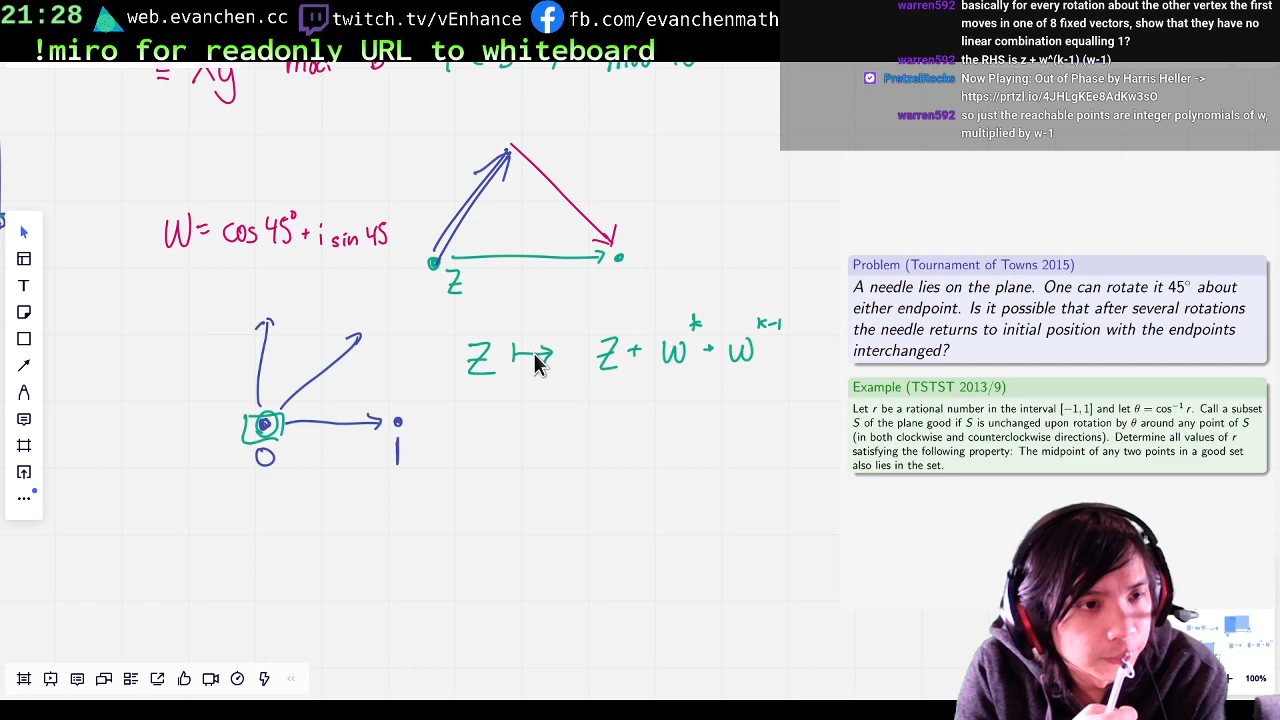 21:28 web.evanchen.cc twitch.tv/vEnhance fb.com/evanchenmath
!miro for readonly URL to whiteboard
warren592 basically for every rotation about the other vertex the first
moves in one of 8 fixed vectors, show that they have no
linear combination equalling 1?
warren592 the RHS is z + w^(k-1) (w-1)
PretzelRocks Now Playing: Out of Phase by Harris Heller ->
https://prtzl.io/4JHLgKEe8AdKw3sO
warren592 so just the reachable points are integer polynomials of w,
multiplied by w-1
W = cos 45° + i sin 45
Z
Z ↦ Z + W^k + W^{k-1}
0
1
T
Problem (Tournament of Towns 2015)
A needle lies on the plane. One can rotate it 45° about
either endpoint. Is it possible that after several rotations
the needle returns to initial position with the endpoints
interchanged?
Example (TSTST 2013/9)
Let r be a rational number in the interval [−1, 1] and let θ = cos⁻¹ r. Call a subset
S of the plane good if S is unchanged upon rotation by θ around any point of S
(in both clockwise and counterclockwise directions). Determine all values of r
satisfying the following property: The midpoint of any two points in a good set
also lies in the set.
100%